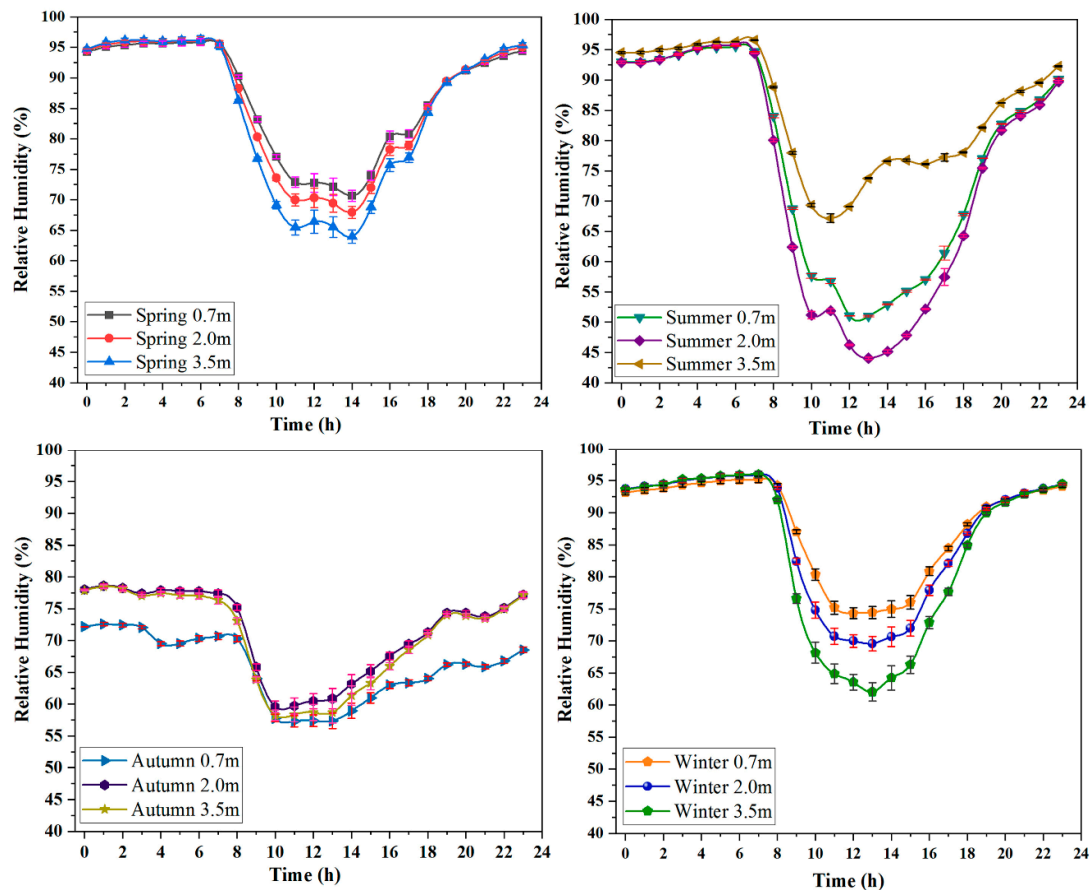 100
95
90
85
80
75
70
65
60
55
50
45
40
Relative Humidity (%)
Spring 0.7m
Spring 2.0m
Spring 3.5m
0 2 4 6 8 10 12 14 16 18 20 22 24
Time (h)
100
95
90
85
80
75
70
65
60
55
50
45
40
Relative Humidity (%)
Summer 0.7m
Summer 2.0m
Summer 3.5m
0 2 4 6 8 10 12 14 16 18 20 22 24
Time (h)
100
95
90
85
80
75
70
65
60
55
50
45
40
Relative Humidity (%)
Autumn 0.7m
Autumn 2.0m
Autumn 3.5m
0 2 4 6 8 10 12 14 16 18 20 22 24
Time (h)
100
95
90
85
80
75
70
65
60
55
50
45
40
Relative Humidity (%)
Winter 0.7m
Winter 2.0m
Winter 3.5m
0 2 4 6 8 10 12 14 16 18 20 22 24
Time (h)